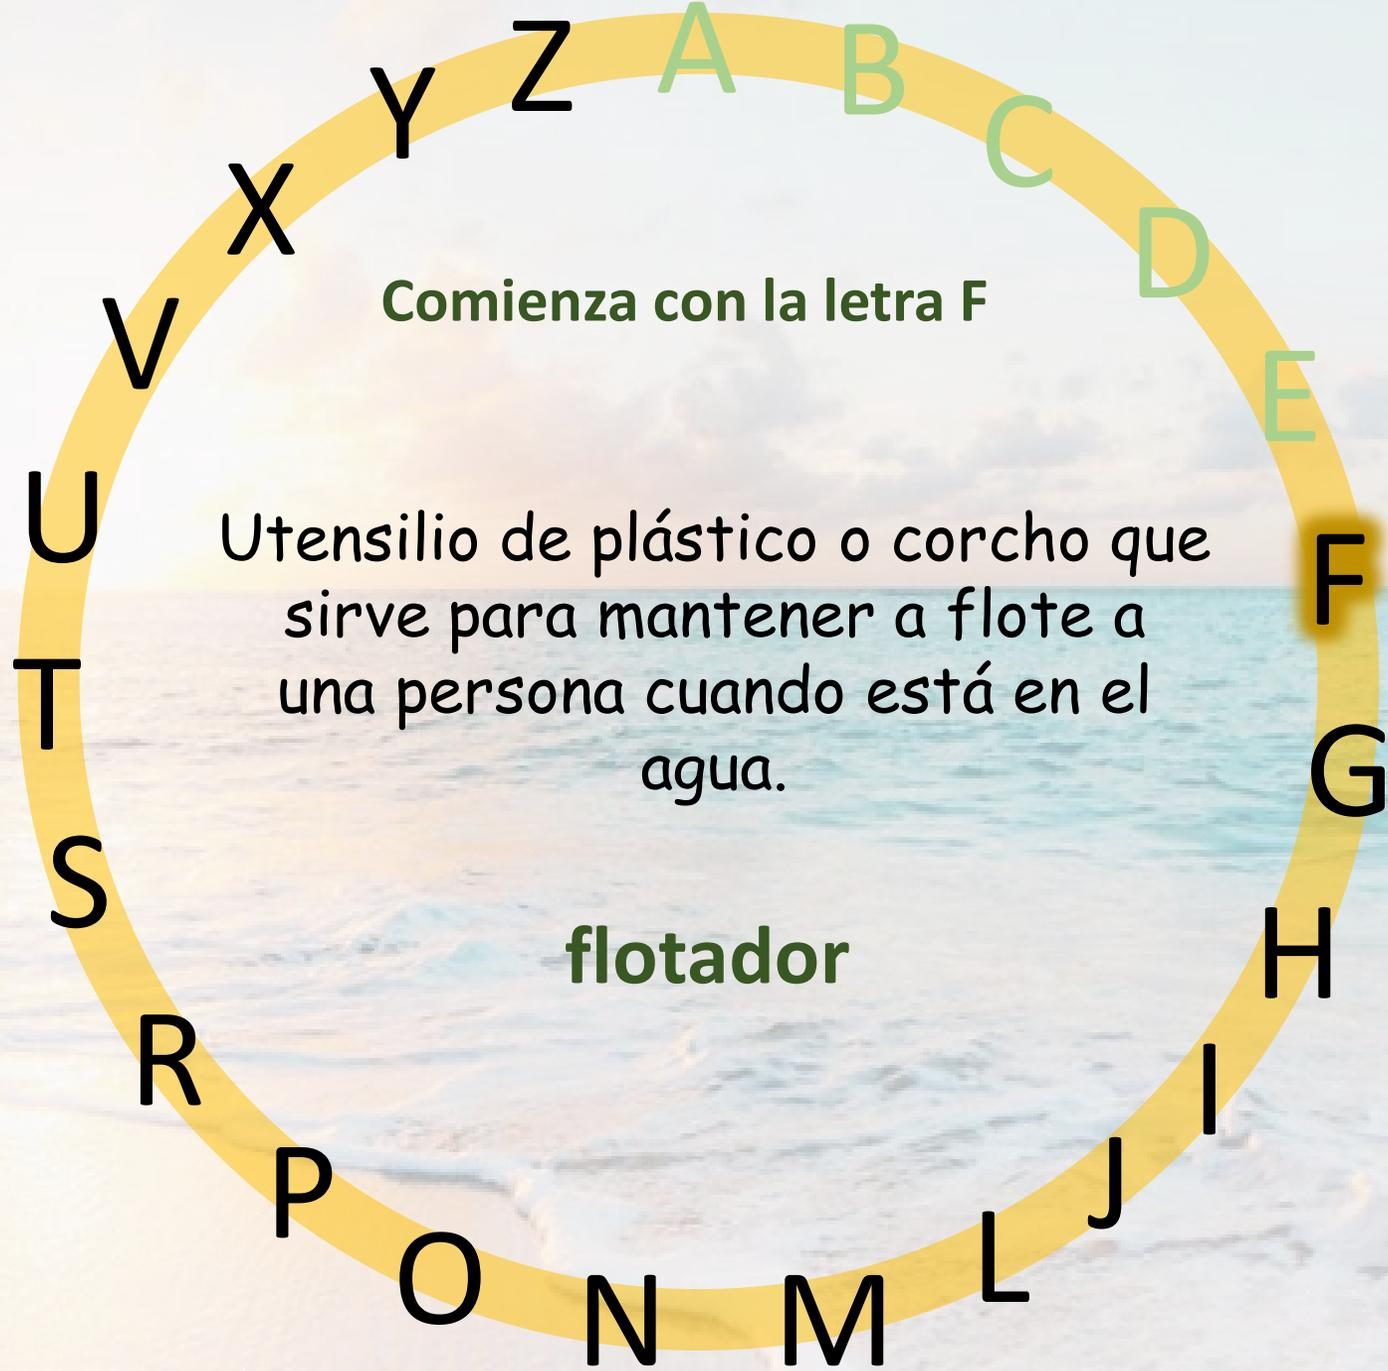 A
B
C
D
E
F
G
H
I
J
L
M
N
O
P
R
S
T
U
V
X
Y
Z
Comienza con la letra F
Utensilio de plástico o corcho que
sirve para mantener a flote a
una persona cuando está en el
agua.
flotador